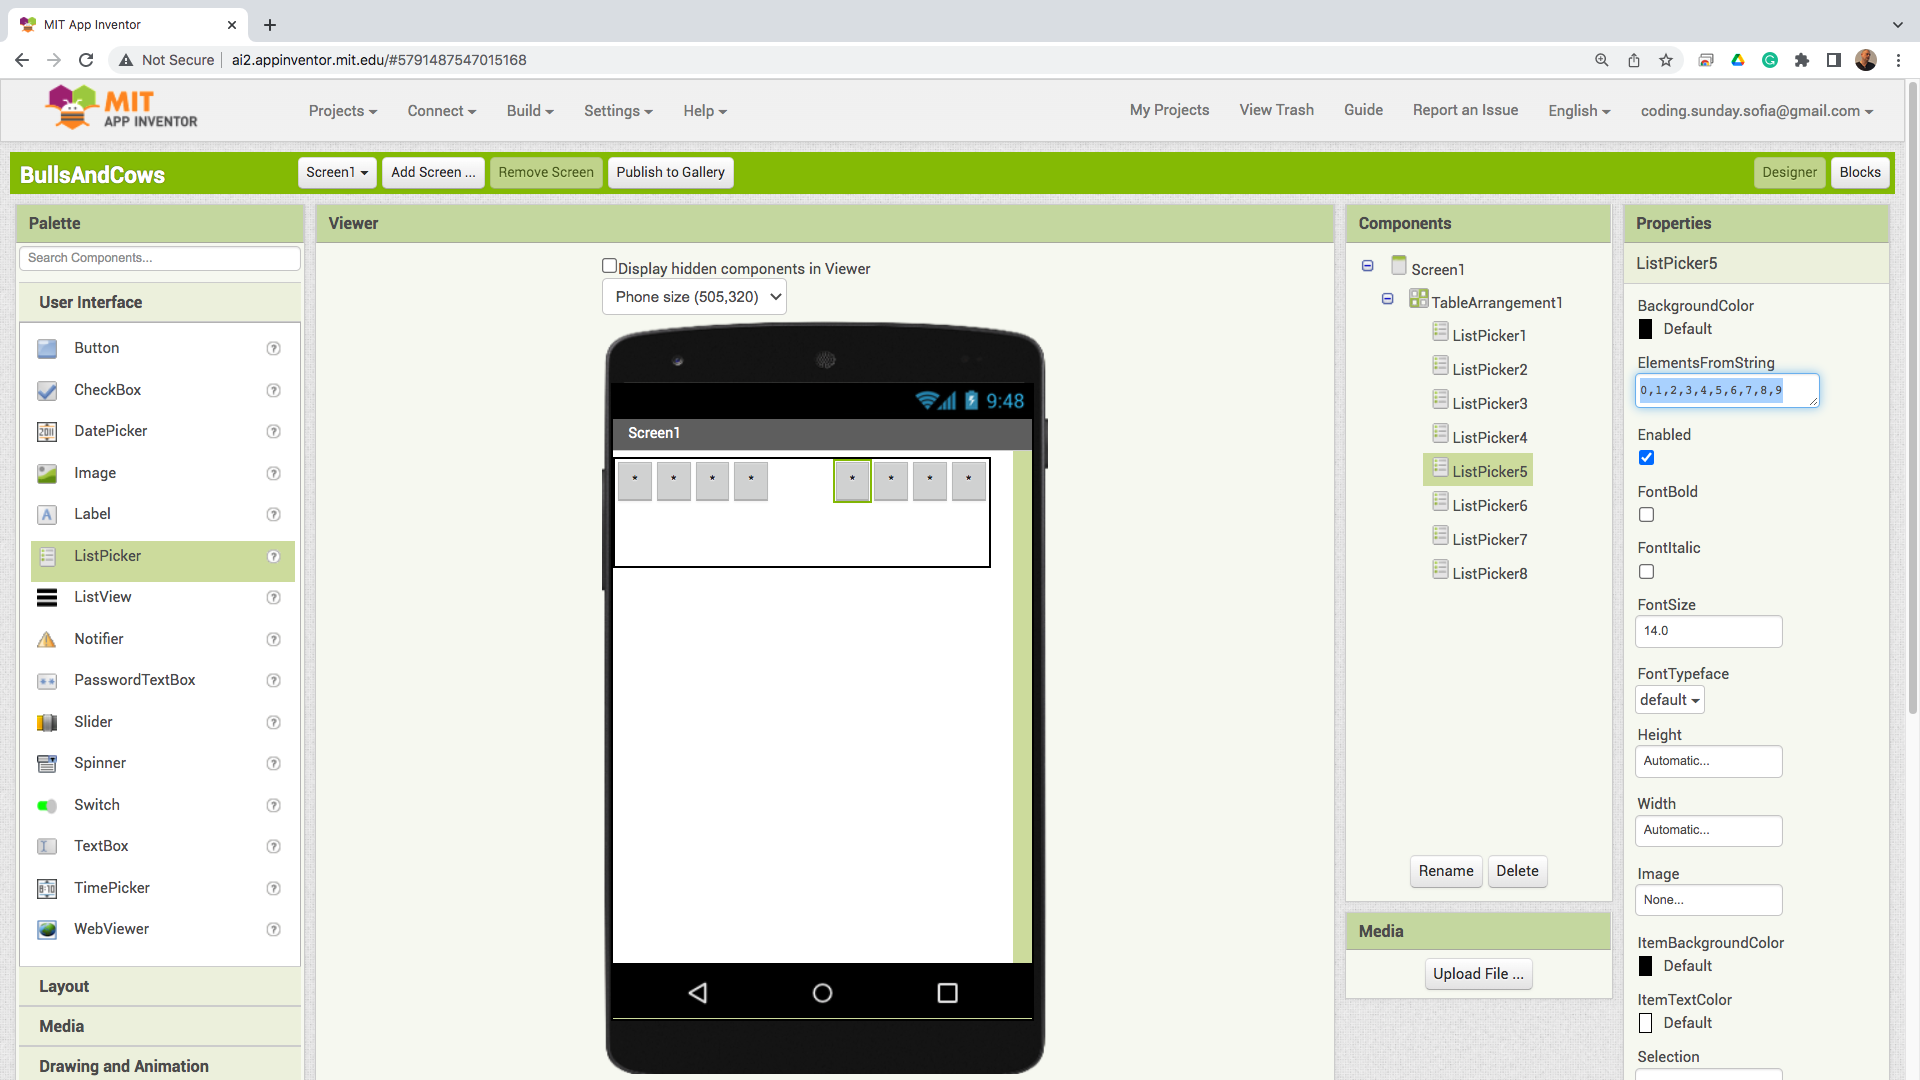 MIT App Inventor
Not Secure
ai2.appinventor.mit.edu/#5791487547015168
MIT
APP INVENTOR
Projects
Connect
Build
Settings
Help
My Projects
View Trash
Guide
Report an Issue
English
coding.sunday.sofia@gmail.com
BullsAndCows
Screen1
Add Screen ...
Remove Screen
Publish to Gallery
Designer
Blocks
Palette
Search Components...
User Interface
Button
?
CheckBox
?
DatePicker
?
Image
?
Label
?
ListPicker
?
ListView
?
Notifier
?
PasswordTextBox
?
Slider
?
Spinner
?
Switch
?
TextBox
?
TimePicker
?
WebViewer
?
Layout
Media
Drawing and Animation
Viewer
Display hidden components in Viewer
Phone size (505,320)
9:48
Screen1
* * * * * * * *
Components
Screen1
TableArrangement1
ListPicker1
ListPicker2
ListPicker3
ListPicker4
ListPicker5
ListPicker6
ListPicker7
ListPicker8
Rename
Delete
Media
Upload File ...
Properties
ListPicker5
BackgroundColor
Default
ElementsFromString
0,1,2,3,4,5,6,7,8,9
Enabled
FontBold
FontItalic
FontSize
14.0
FontTypeface
default
Height
Automatic...
Width
Automatic...
Image
None...
ItemBackgroundColor
Default
ItemTextColor
Default
Selection